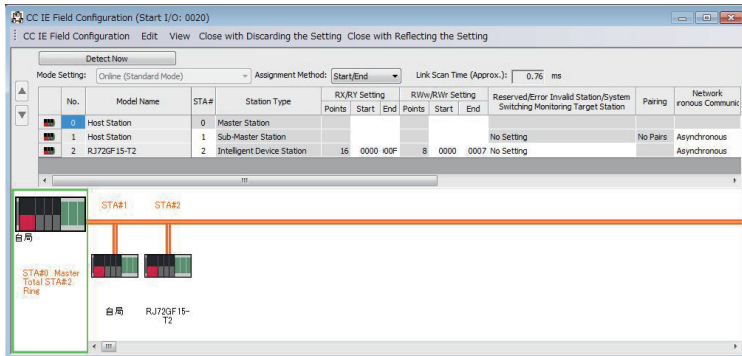 CC IE Field Configuration (Start I/O: 0020)
CC IE Field Configuration Edit View Close with Discarding the Setting Close with Reflecting the Setting
Detect Now
Mode Setting: Online (Standard Mode) Assignment Method: Start/End Link Scan Time (Approx.): 0.76 ms
No. Model Name STA# Station Type RX/RY Setting RWw/RWr Setting Reserved/Error Invalid Station/System Switching Monitoring Target Station Pairing Network ronous Communic
Points Start End Points Start End
0 Host Station 0 Master Station
1 Host Station 1 Sub-Master Station No Setting No Pairs Asynchronous
2 RJ72GF15-T2 2 Intelligent Device Station 16 0000 000F 8 0000 0007 No Setting Asynchronous
STA#1 STA#2
自局
STA#0 Master
Total STA#:2
Ring
自局 RJ72GF15-
T2